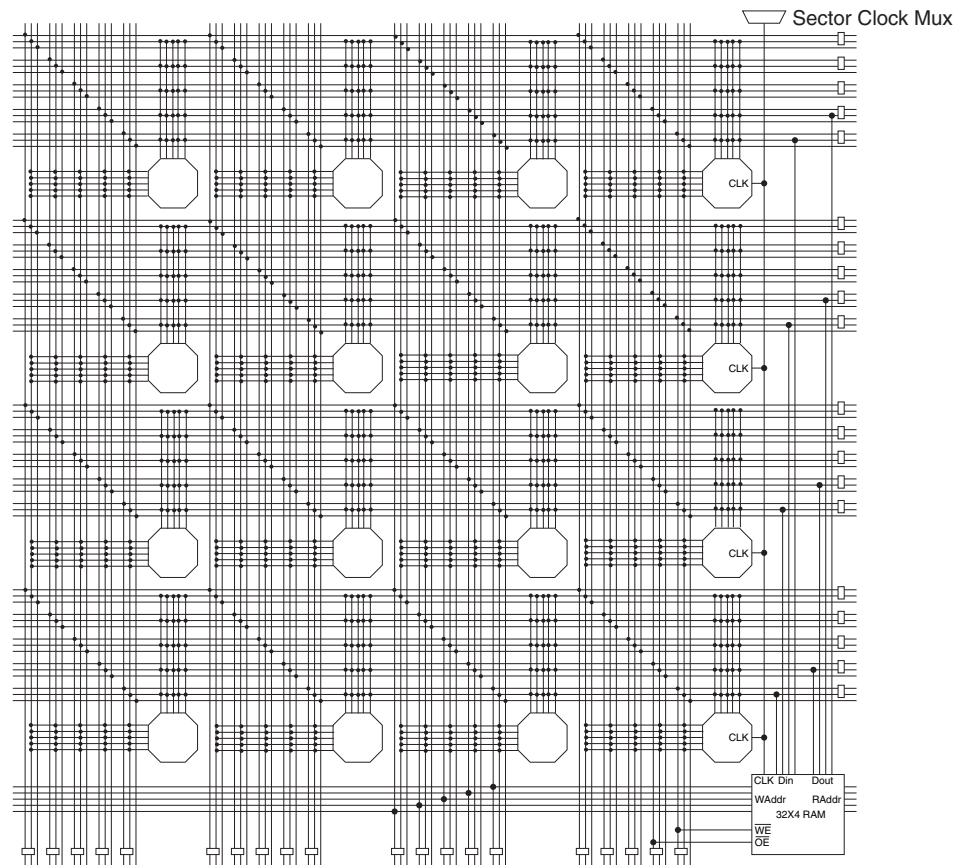 Sector Clock Mux
CLK
CLK
CLK
CLK
CLK Din Dout
WAddr RAddr
32X4 RAM
WE
OE